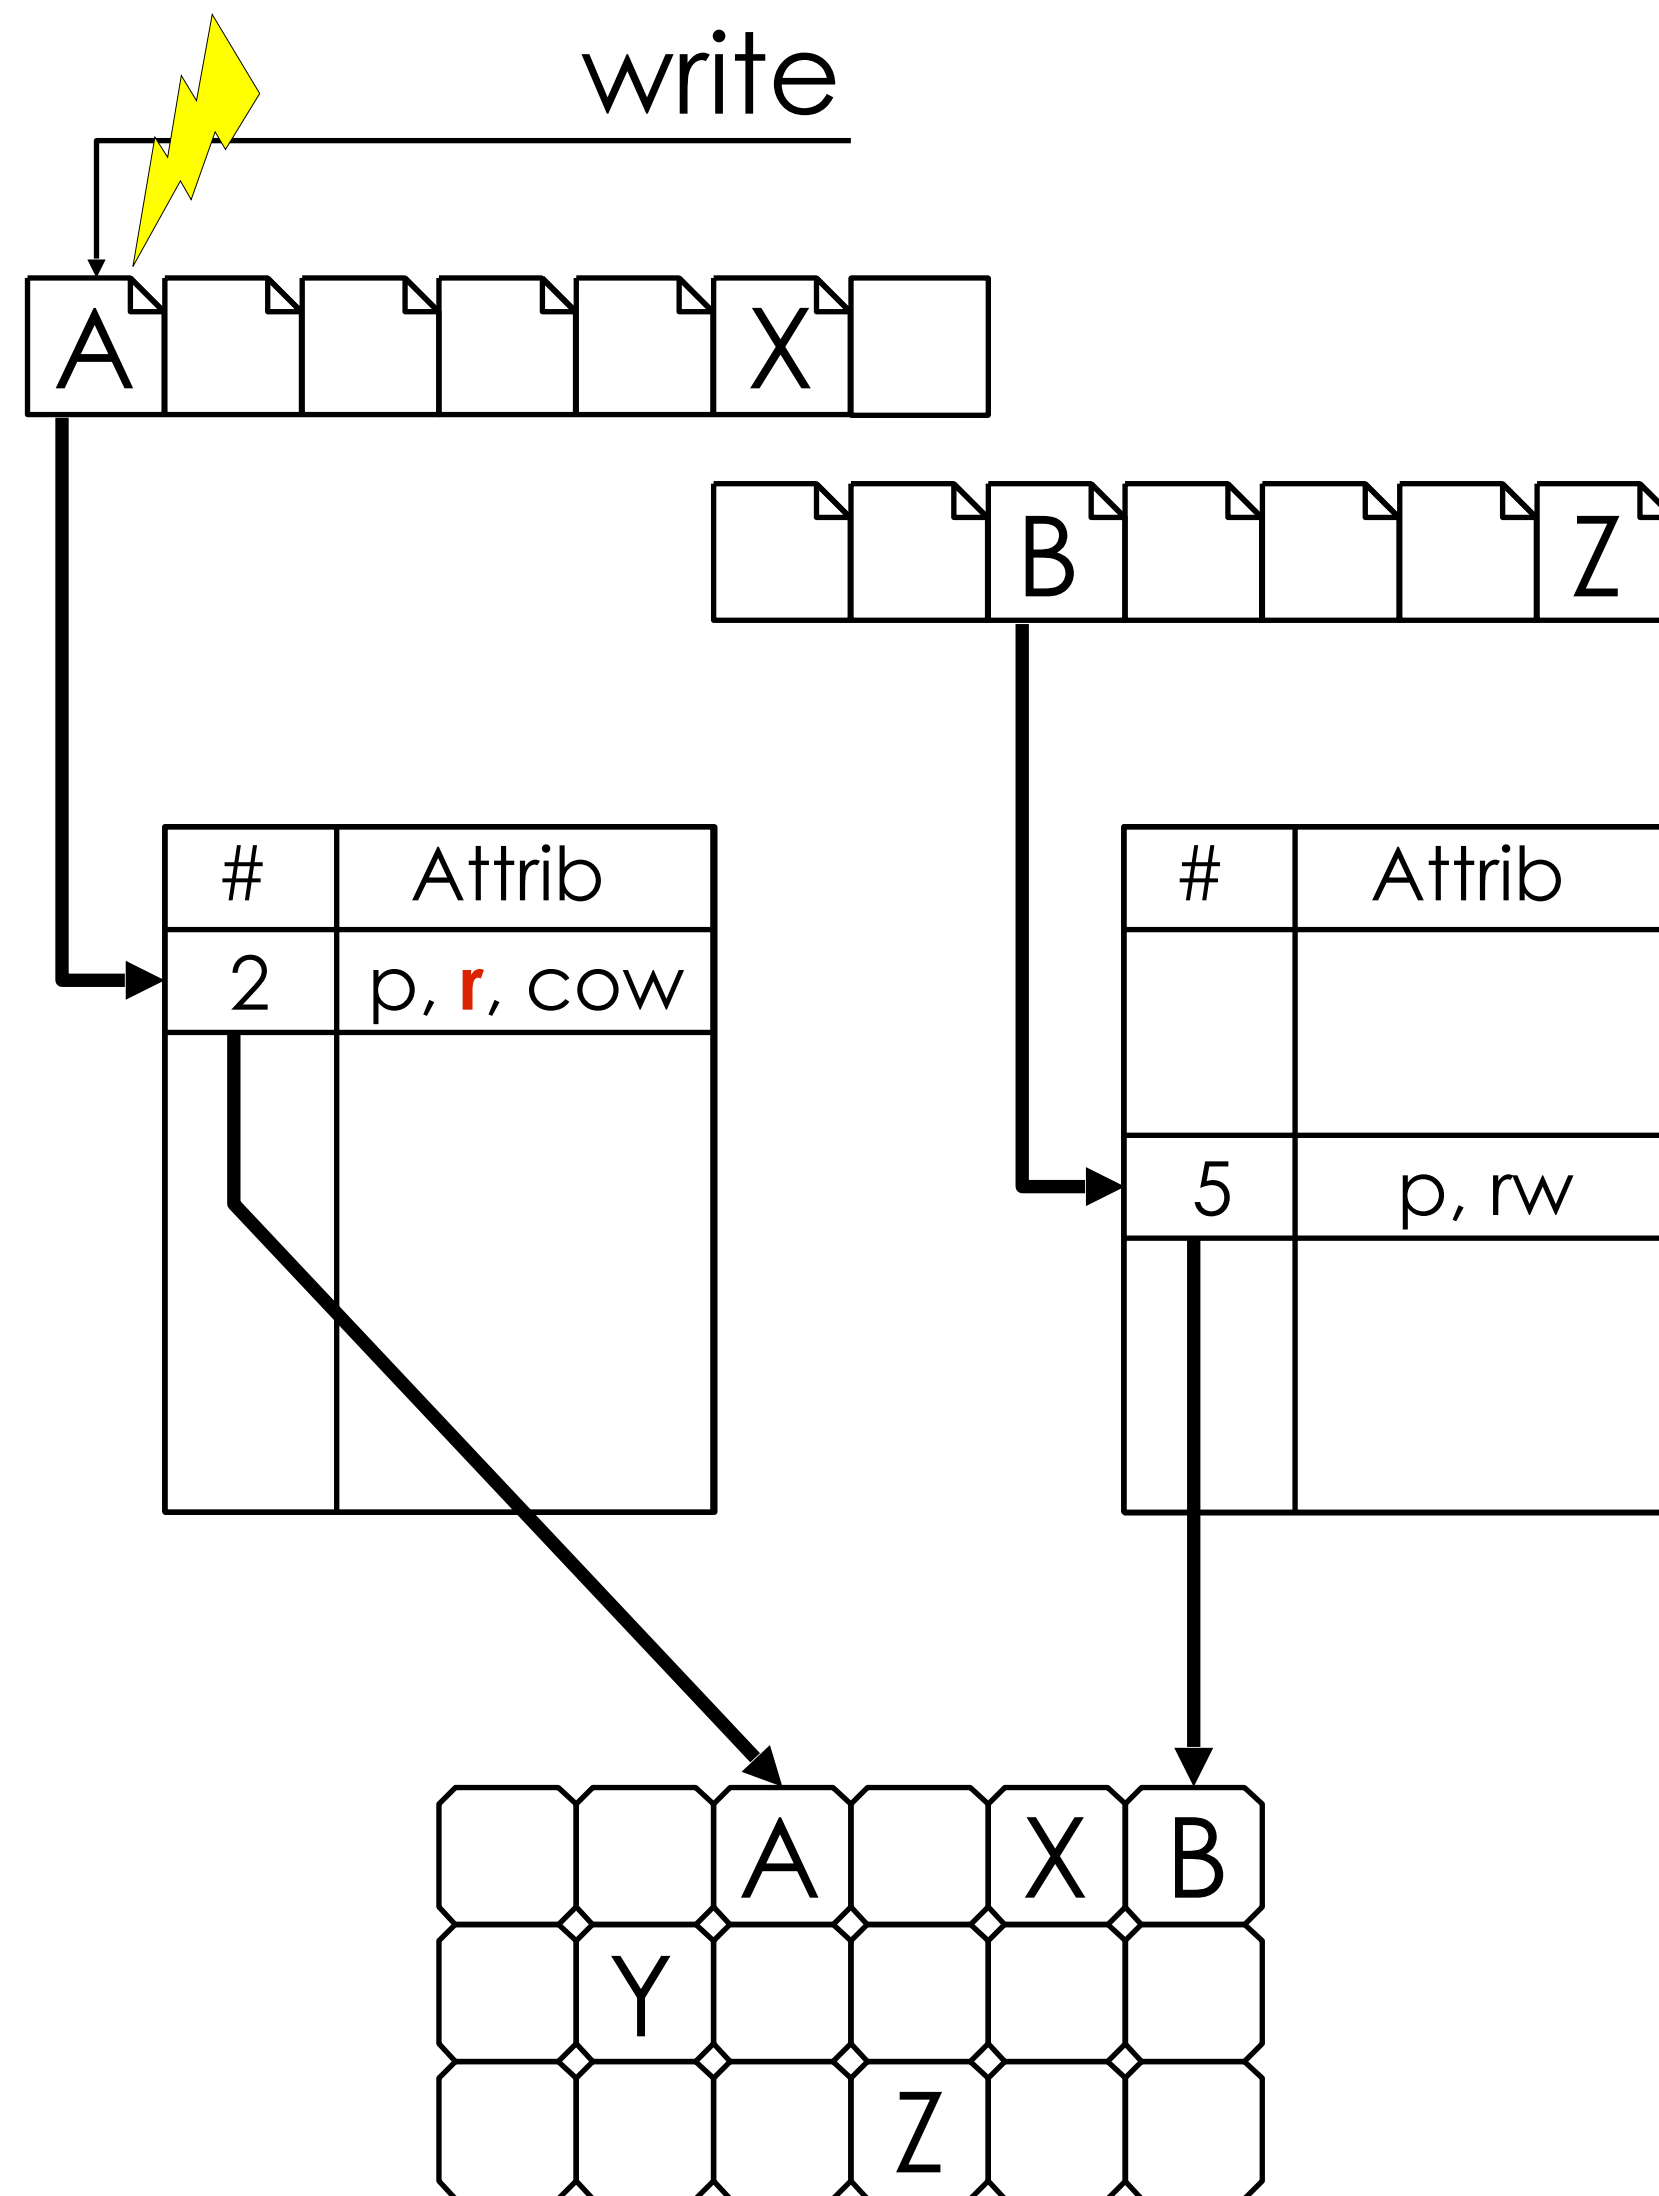 write
A X
B Z
# Attrib # Attrib
2 p, r, cow
5 p, rw
A X B
Y
Z